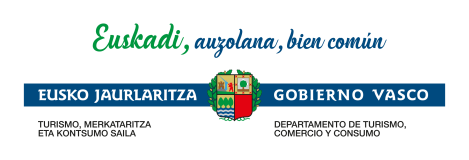 Euskadi, auzolana, bien común
EUSKO JAURLARITZA GOBIERNO VASCO
TURISMO, MERKATARITZA
ETA KONTSUMO SAILA
DEPARTAMENTO DE TURISMO,
COMERCIO Y CONSUMO